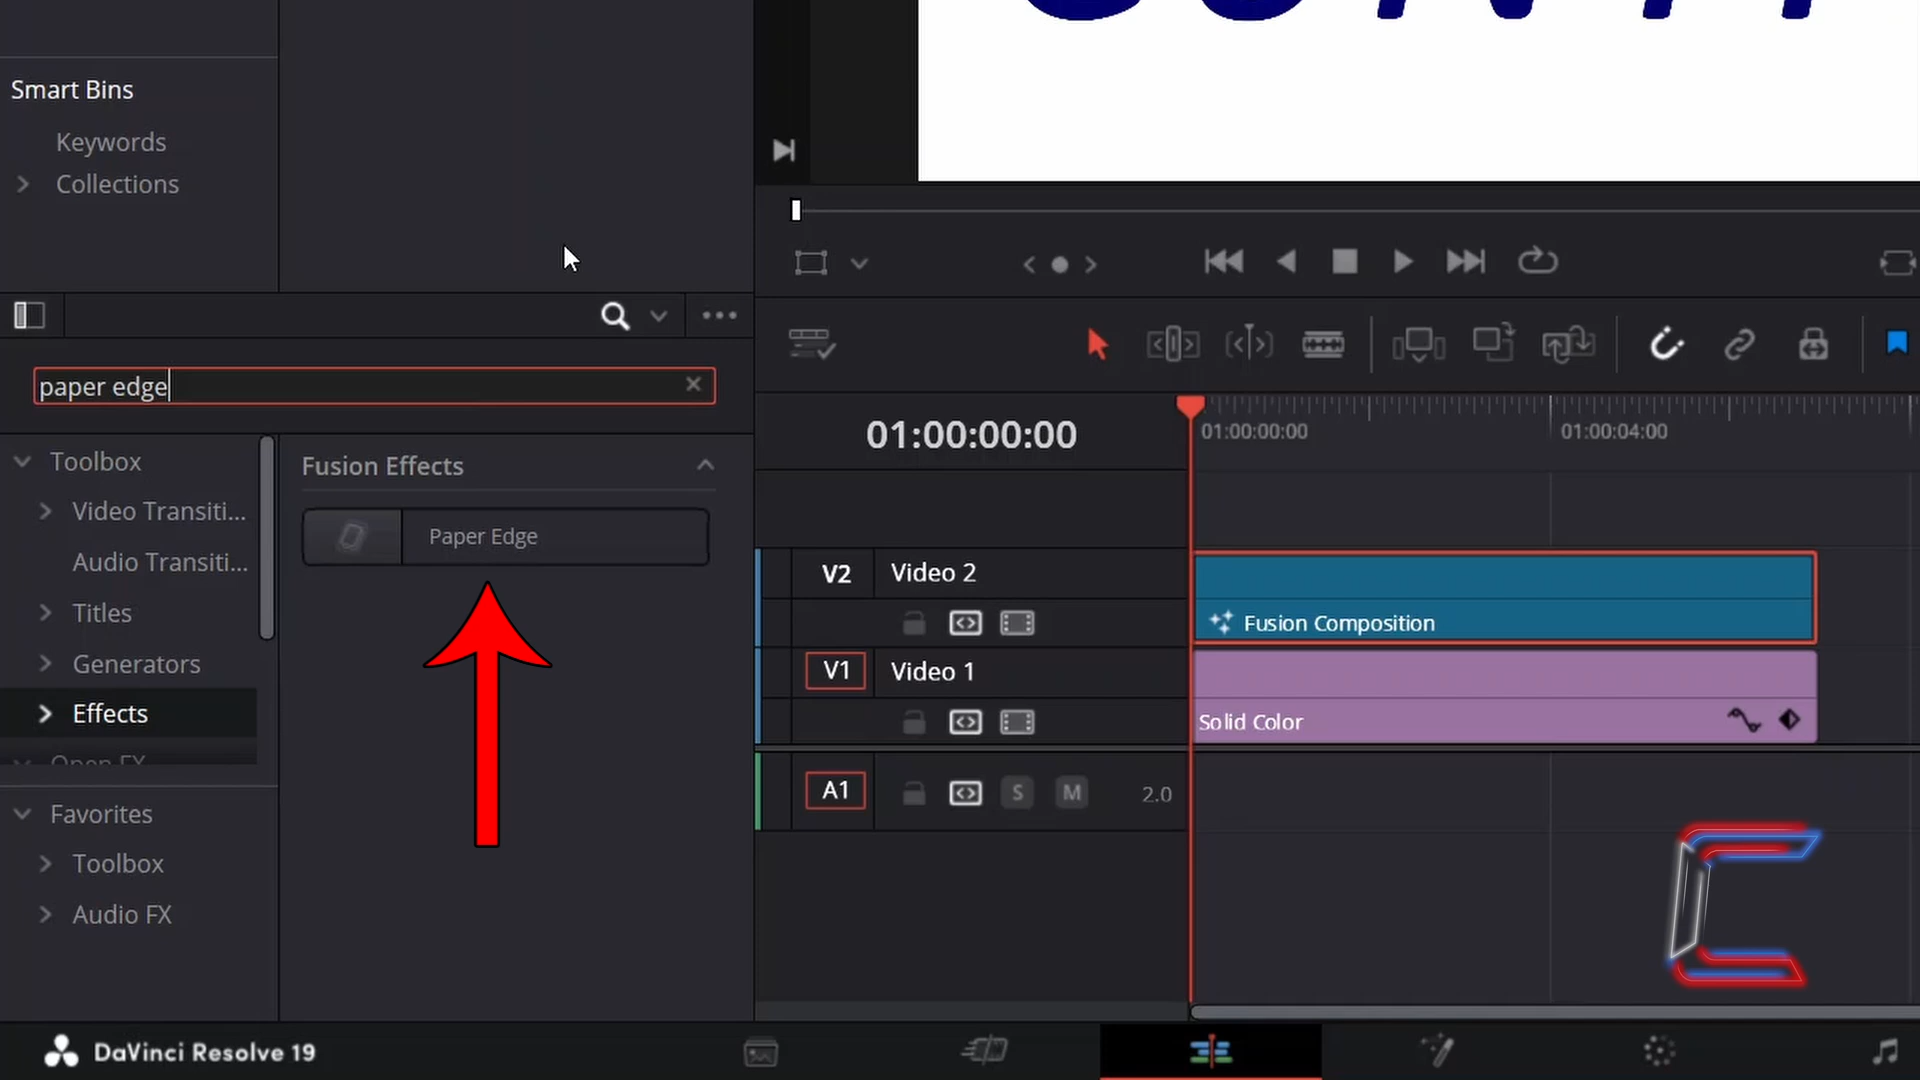 Smart Bins
Keywords
Collections
paper edge
Toolbox
Video Transiti...
Audio Transiti...
Titles
Generators
Effects
Open FX
Favorites
Toolbox
Audio FX
Fusion Effects
Paper Edge
01:00:00:00
01:00:00:00
01:00:04:00
V2
Video 2
Fusion Composition
V1
Video 1
Solid Color
A1
S
M
2.0
DaVinci Resolve 19